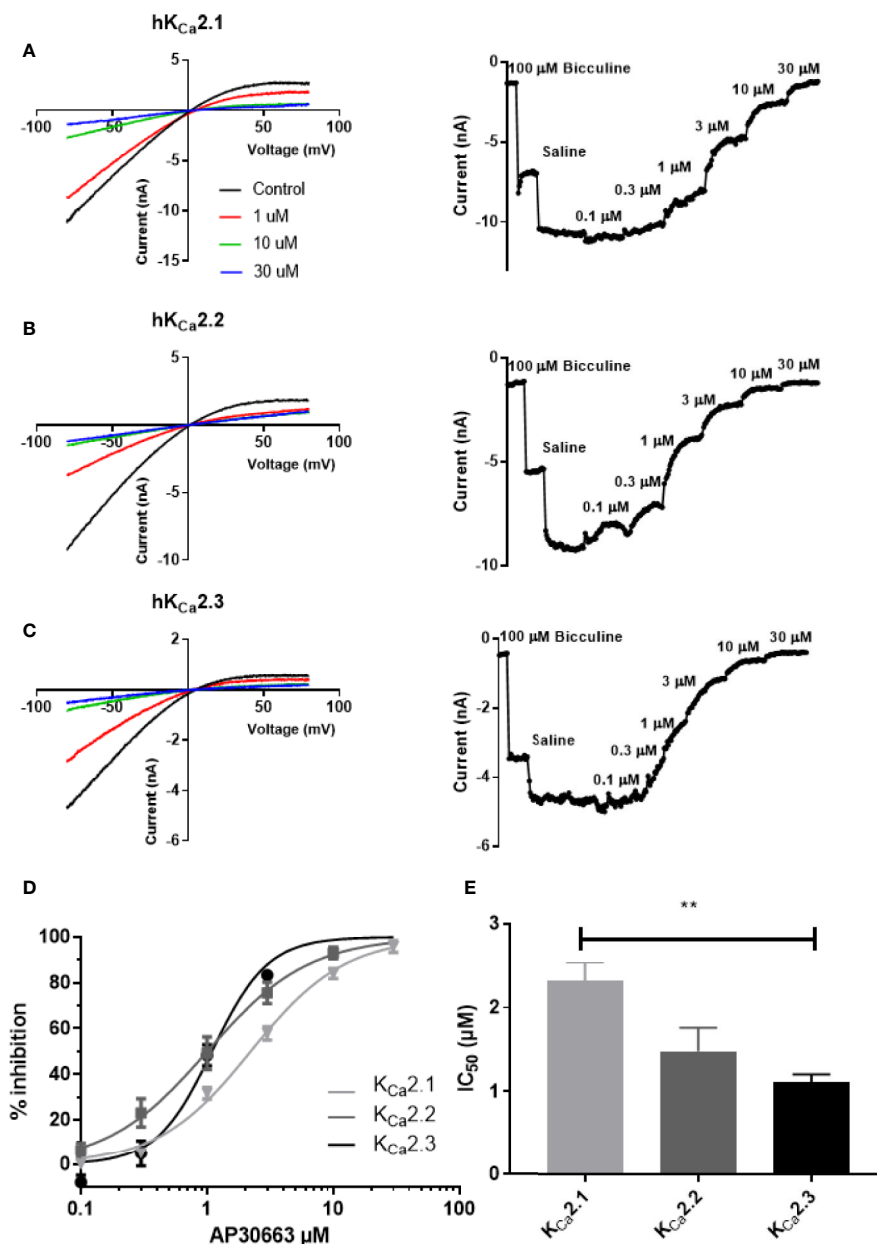 hKCa2.1
A
5
-100
-50
50
100
Voltage (mV)
-5
-10
-15
Current (nA)
Control
1 uM
10 uM
30 uM
0
-5
-10
Current (nA)
100 µM Bicculine
Saline
0.1 µM
0.3 µM
1 µM
3 µM
10 µM
30 µM
B
hKCa2.2
5
-100
-50
50
100
Voltage (mV)
-5
-10
Current (nA)
0
-5
-10
Current (nA)
100 µM Bicculine
Saline
0.1 µM
0.3 µM
1 µM
3 µM
10 µM
30 µM
hKCa2.3
C
2
-100
-50
50
100
Voltage (mV)
-2
-4
-6
Current (nA)
0
-2
-4
-6
Current (nA)
100 µM Bicculine
Saline
0.1 µM
0.3 µM
1 µM
3 µM
10 µM
30 µM
D
100
80
60
40
20
0
% inhibition
0.1
1
10
100
AP30663 µM
KCa2.1
KCa2.2
KCa2.3
E
**
3
2
1
0
IC50 (µM)
KCa2.1
KCa2.2
KCa2.3